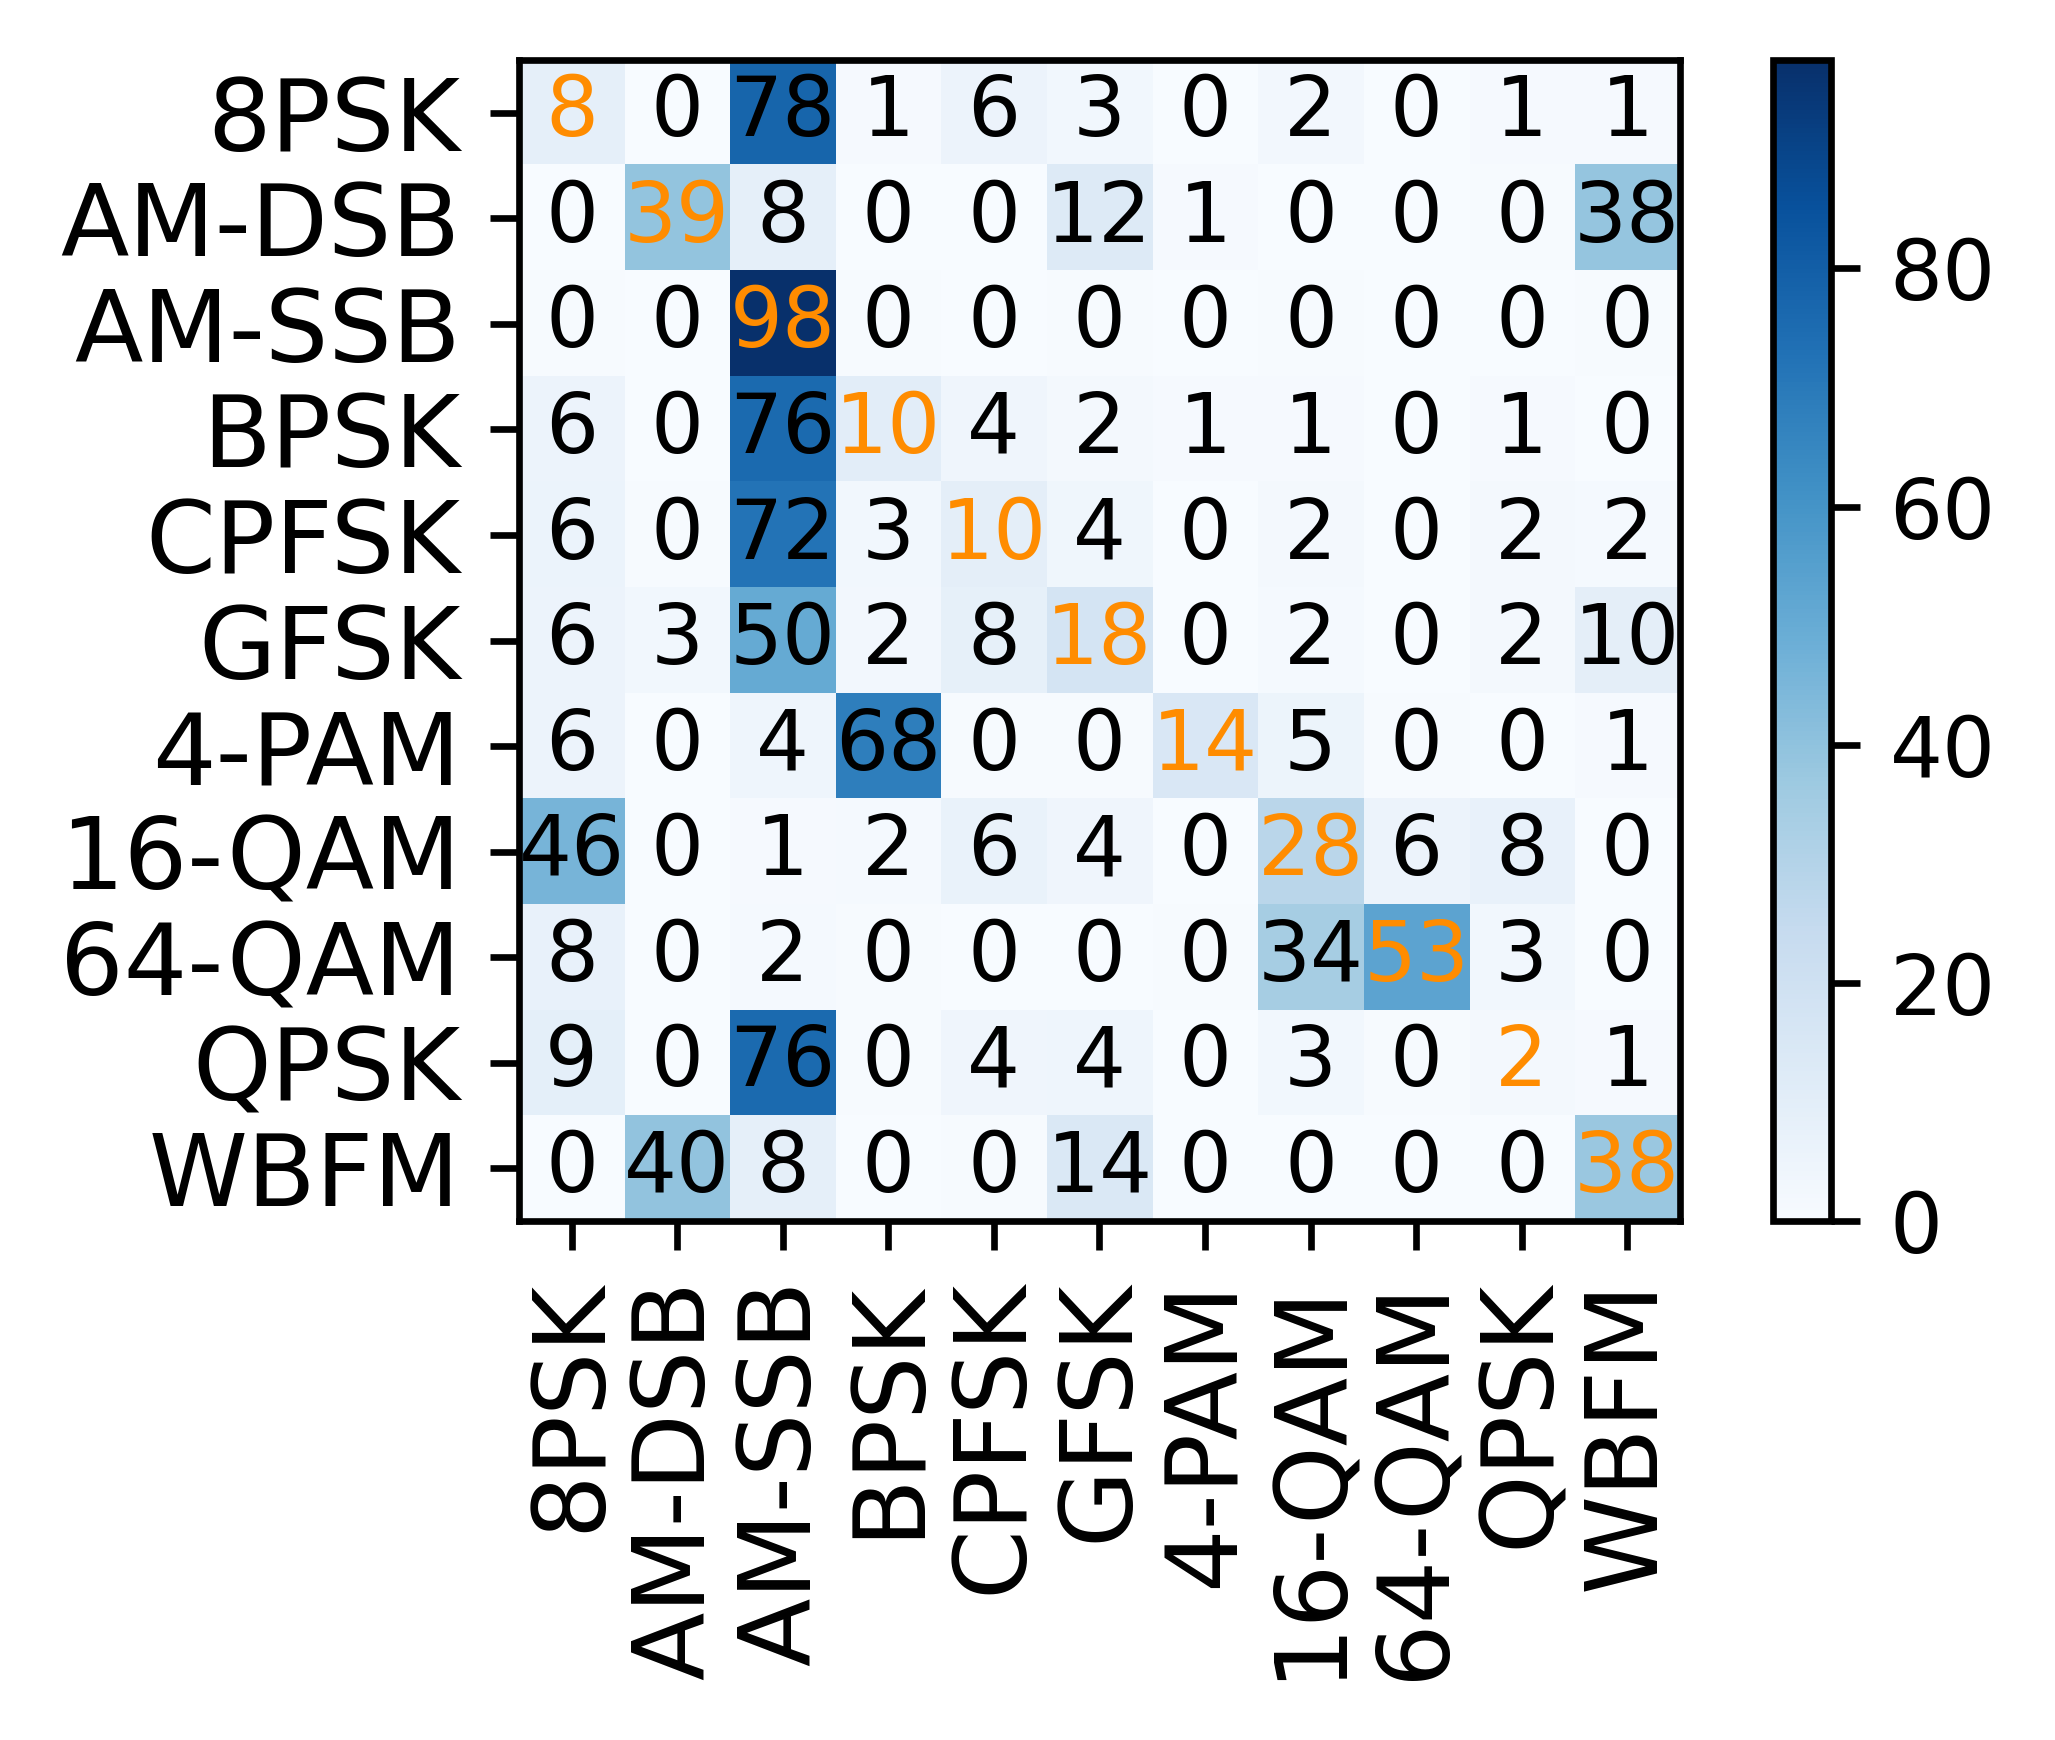 8PSK 8 0 78 1 6 3 0 2 0 1 1
AM-DSB 0 39 8 0 0 12 1 0 0 0 38
AM-SSB 0 0 98 0 0 0 0 0 0 0 0
BPSK 6 0 76 10 4 2 1 1 0 1 0
CPFSK 6 0 72 3 10 4 0 2 0 2 2
GFSK 6 3 50 2 8 18 0 2 0 2 10
4-PAM 6 0 4 68 0 0 14 5 0 0 1
16-QAM 46 0 1 2 6 4 0 28 6 8 0
64-QAM 8 0 2 0 0 0 0 34 53 3 0
QPSK 9 0 76 0 4 4 0 3 0 2 1
WBFM 0 40 8 0 0 14 0 0 0 0 38
8PSK
AM-DSB
AM-SSB
BPSK
CPFSK
GFSK
4-PAM
16-QAM
64-QAM
QPSK
WBFM
80
60
40
20
0